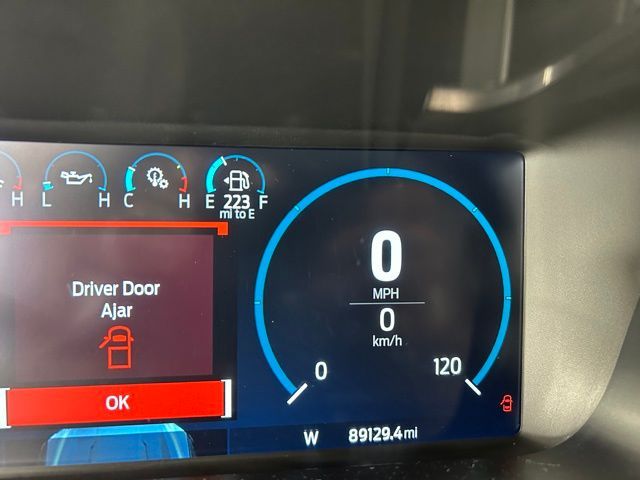 H L H C H E 223 F
mi to E
Driver Door
Ajar
OK
0
MPH
0
km/h
0 120
W 89129.4 mi